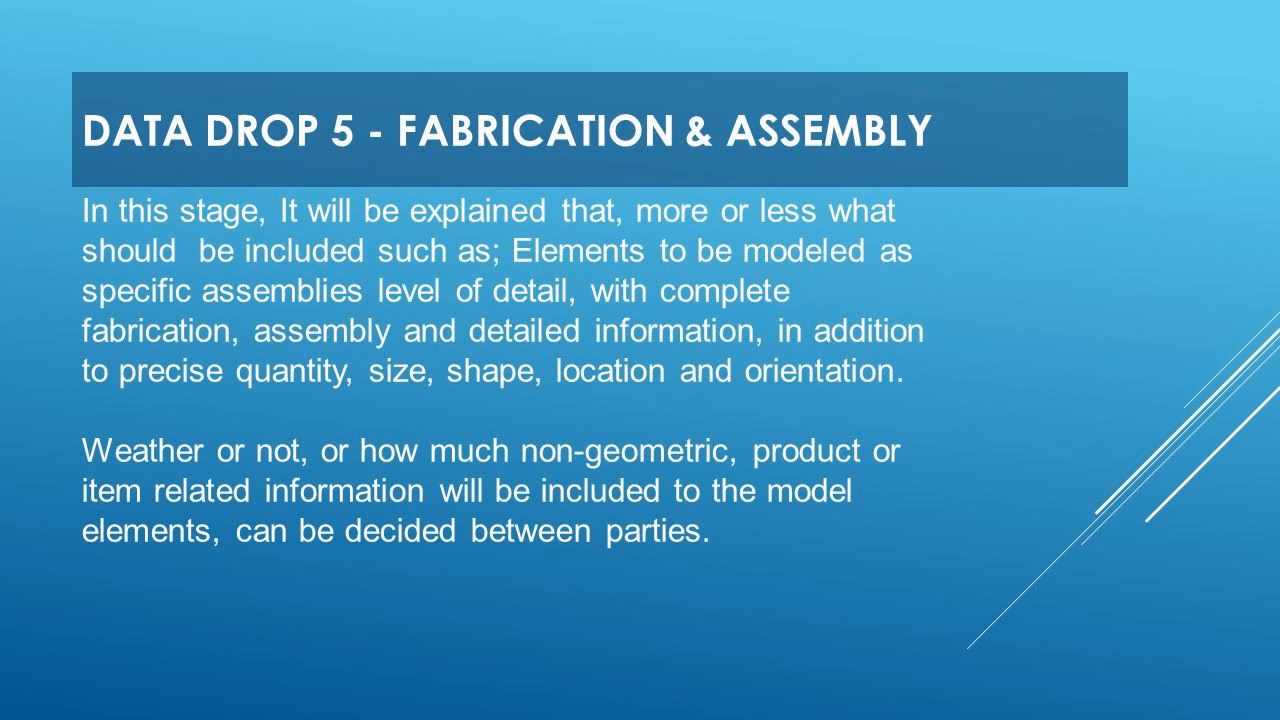 DATA DROP 5 - FABRICATION & ASSEMBLY
In this stage, It will be explained that, more or less what
should be included such as; Elements to be modeled as
specific assemblies level of detail, with complete
fabrication, assembly and detailed information, in addition
to precise quantity, size, shape, location and orientation.
Weather or not, or how much non-geometric, product or
item related information will be included to the model
elements, can be decided between parties.